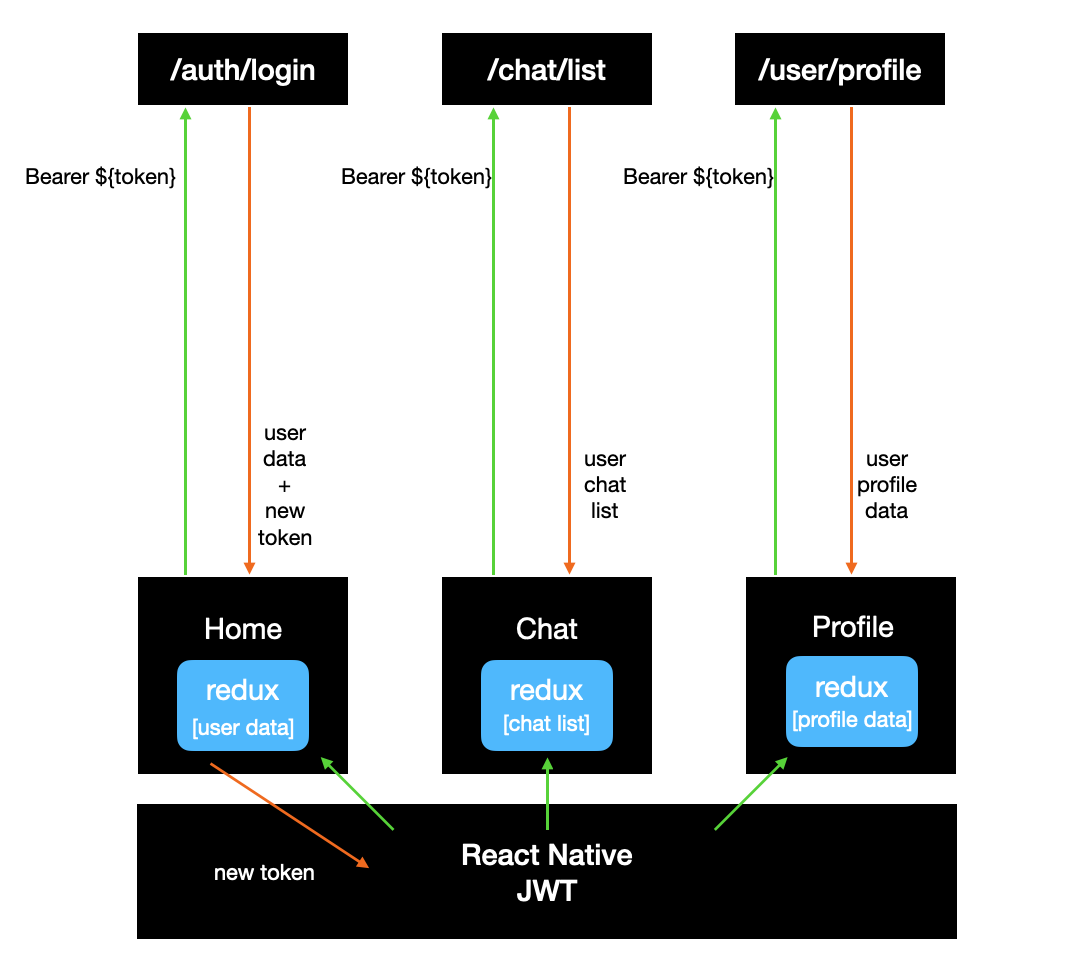 /auth/login
/chat/list
/user/profile
Bearer ${token}
Bearer ${token}
Bearer ${token}
user
data
+
new
token
user
chat
list
user
profile
data
Home
redux
[user data]
Chat
redux
[chat list]
Profile
redux
[profile data]
new token
React Native
JWT